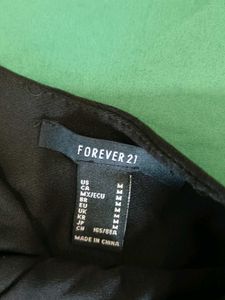 FOREVER 21
US M
CA M
MX/ECU M
BR M
EU M
UK M
KR M
JP M
CN 165/88A
MADE IN CHINA